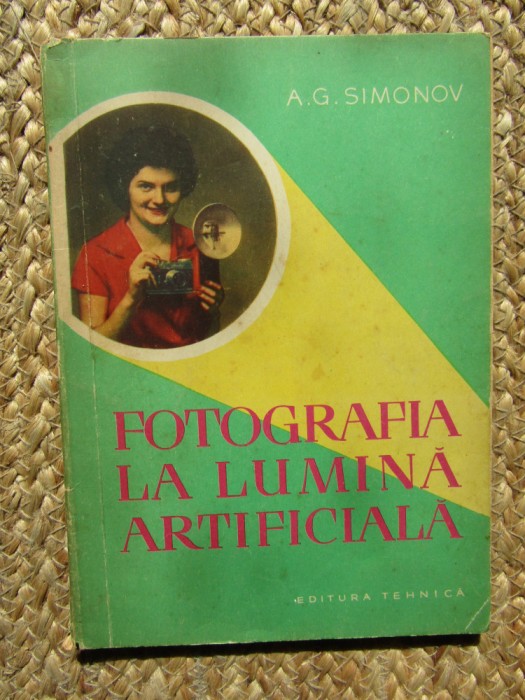 A.G. SIMONOV
FOTOGRAFIA
LA LUMINĂ
ARTIFICIALĂ
EDITURA TEHNICĂ